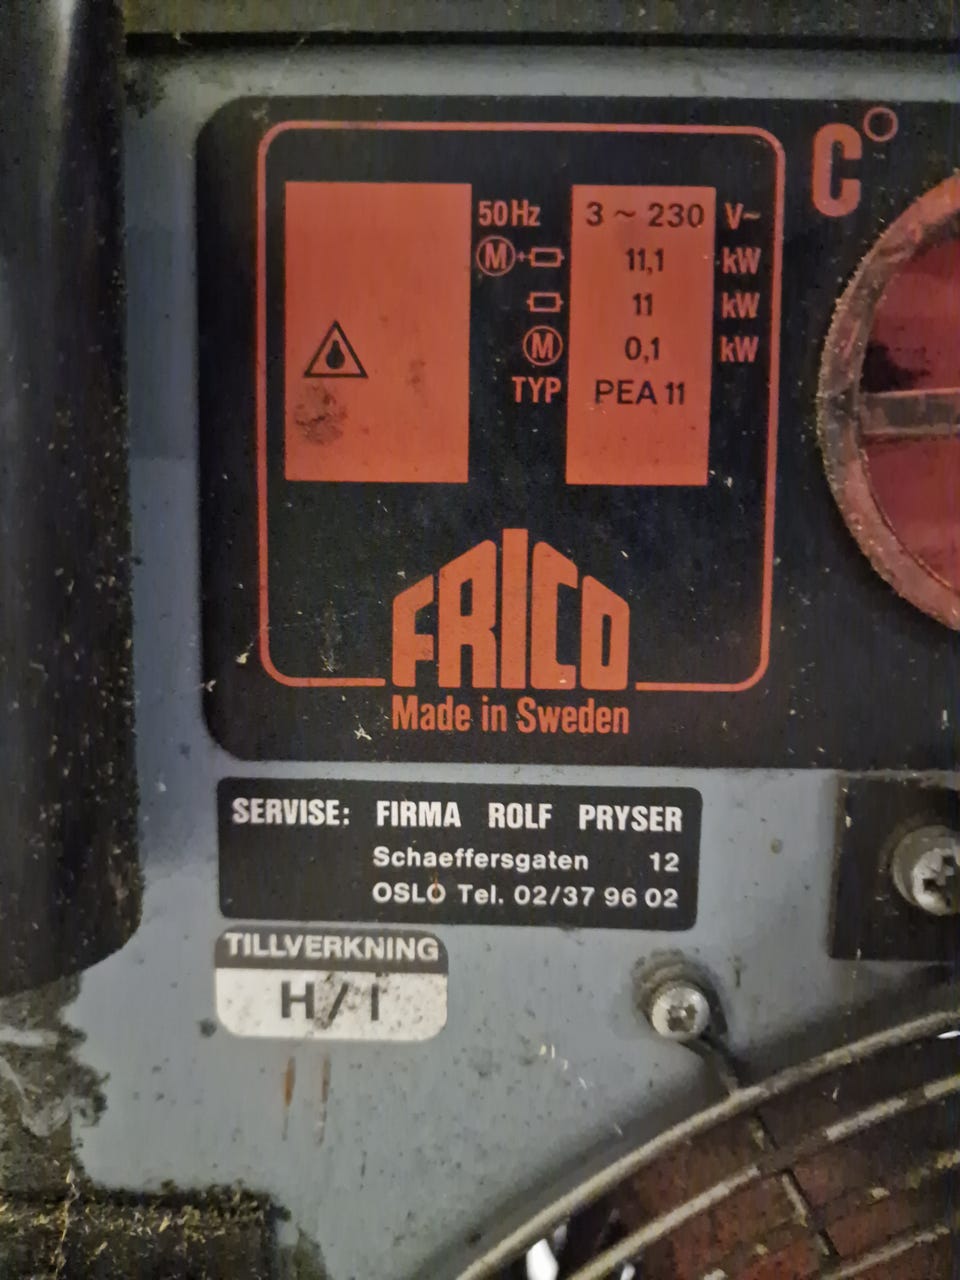 C°
50Hz 3 ~ 230 V~
M + 11,1 kW
11 kW
M 0,1 kW
TYP PEA 11
FRICO
Made in Sweden
SERVISE: FIRMA ROLF PRYSER
Schaeffersgaten 12
OSLO Tel. 02/37 96 02
TILLVERKNING
H/I